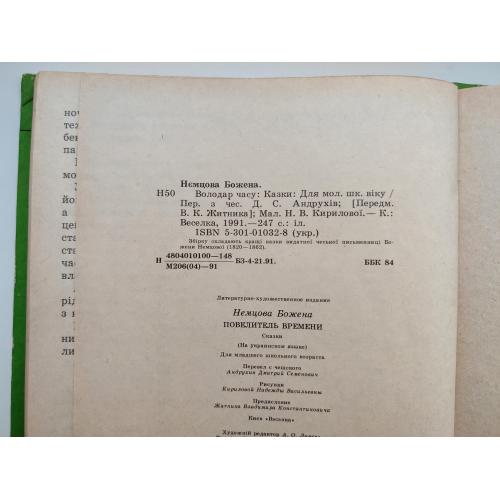 Нємцова Божена.
Н50 Володар часу: Казки: Для мол. шк. віку /
Пер. з чес. Д. С. Андрухів; [Передм.
В. К. Житника]; Мал. Н. В. Кирилової.— К.:
Веселка, 1991.—247 с.: іл.
ISBN 5-301-01032-8 (укр.)
Збірку складають кращі казки видатної чеської письменниці Бо-
жени Нємцової (1820—1862).
Н 4804010100—148
М206(04)—91
БЗ-4-21.91.
ББК 84
Литературно-художественное издание
Немцова Божена
ПОВЕЛИТЕЛЬ ВРЕМЕНИ
Сказки
(На украинском языке)
Для младшего школьного возраста
Перевел с чешского
Андрухив Дмитрий Семенович
Рисунки
Кириловой Надежды Васильевны
Предисловие
Житника Владимира Константиновича
Киев «Веселка»
Художній редактор А. О.